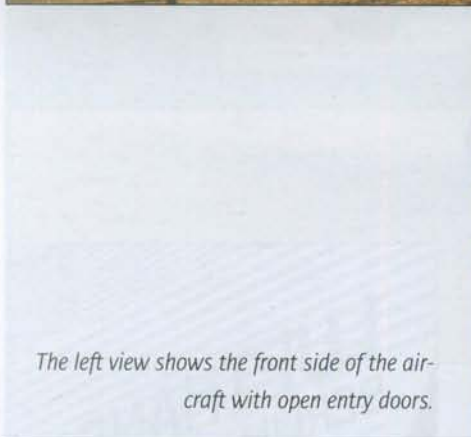 The left view shows the front side of the air-
craft with open entry doors.